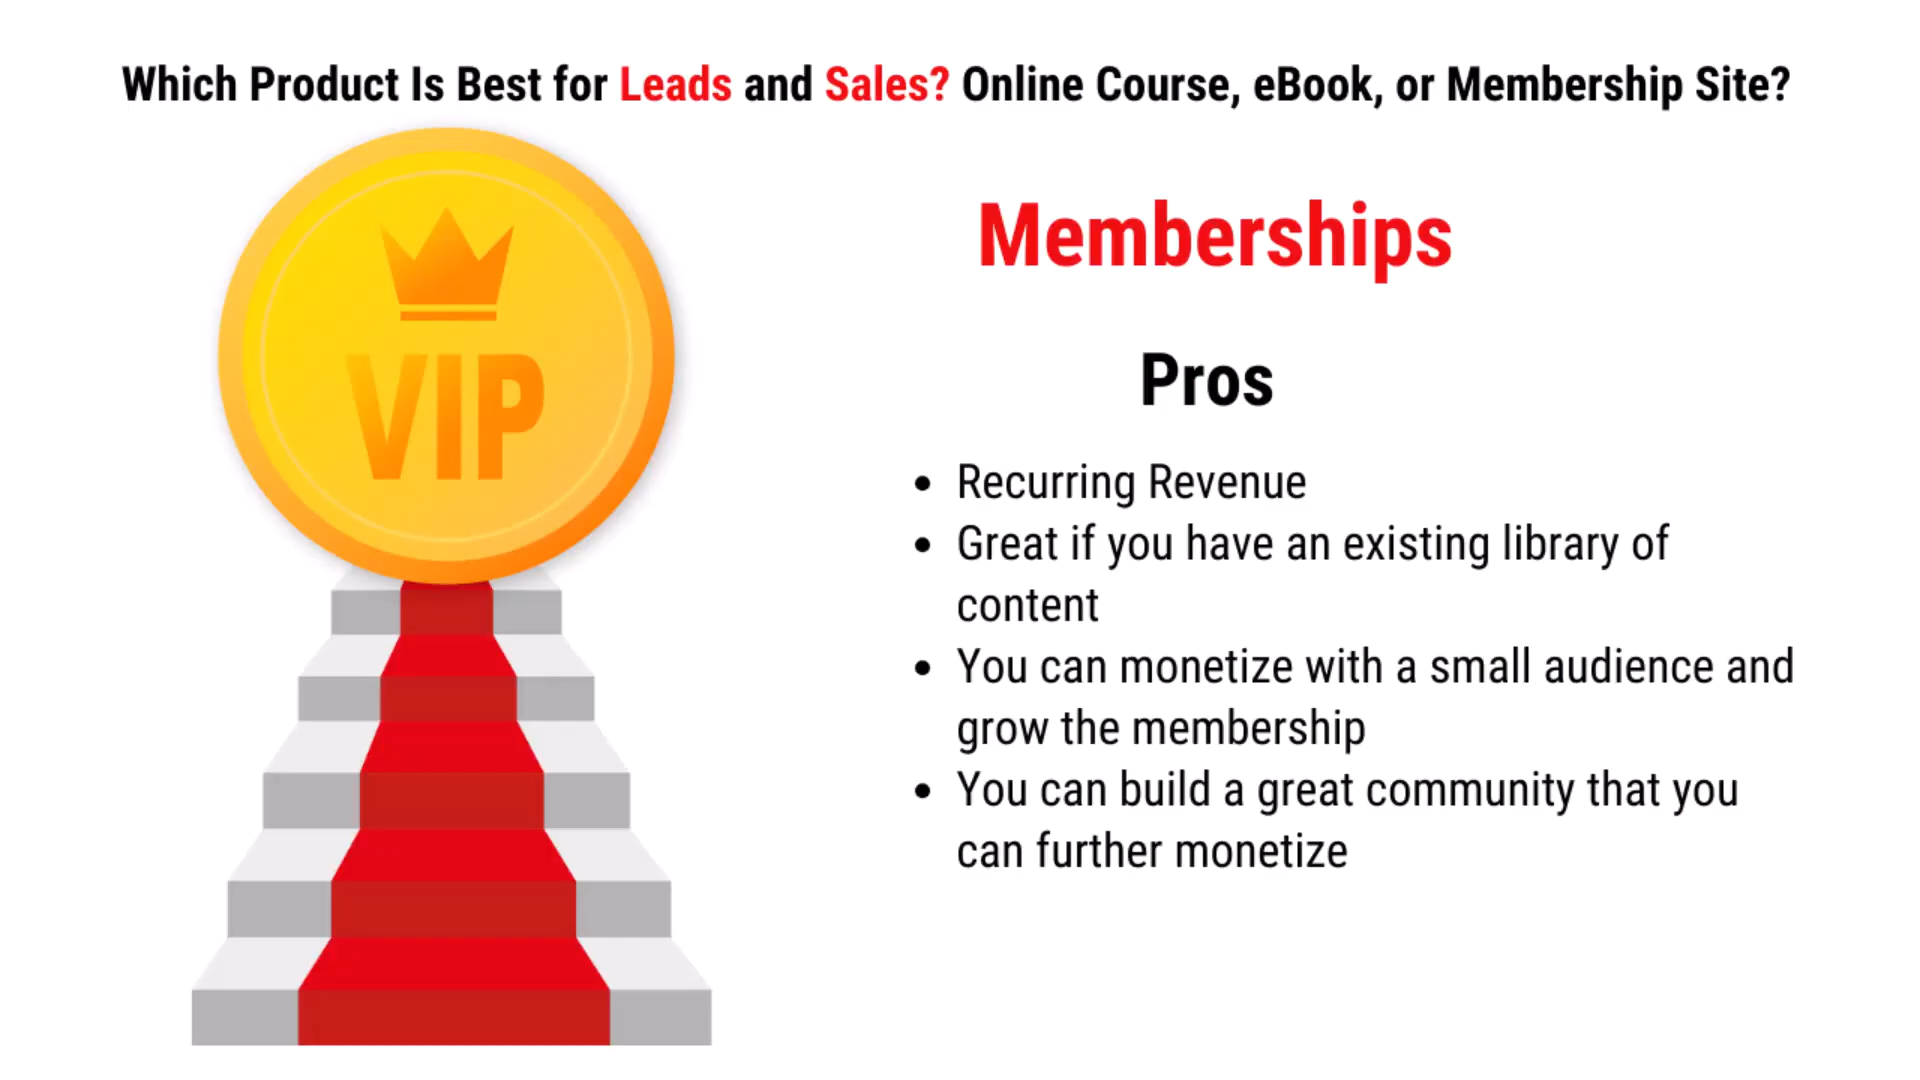 Which Product Is Best for Leads and Sales? Online Course, eBook, or Membership Site?
VIP
Memberships
Pros
• Recurring Revenue
• Great if you have an existing library of
content
• You can monetize with a small audience and
grow the membership
• You can build a great community that you
can further monetize